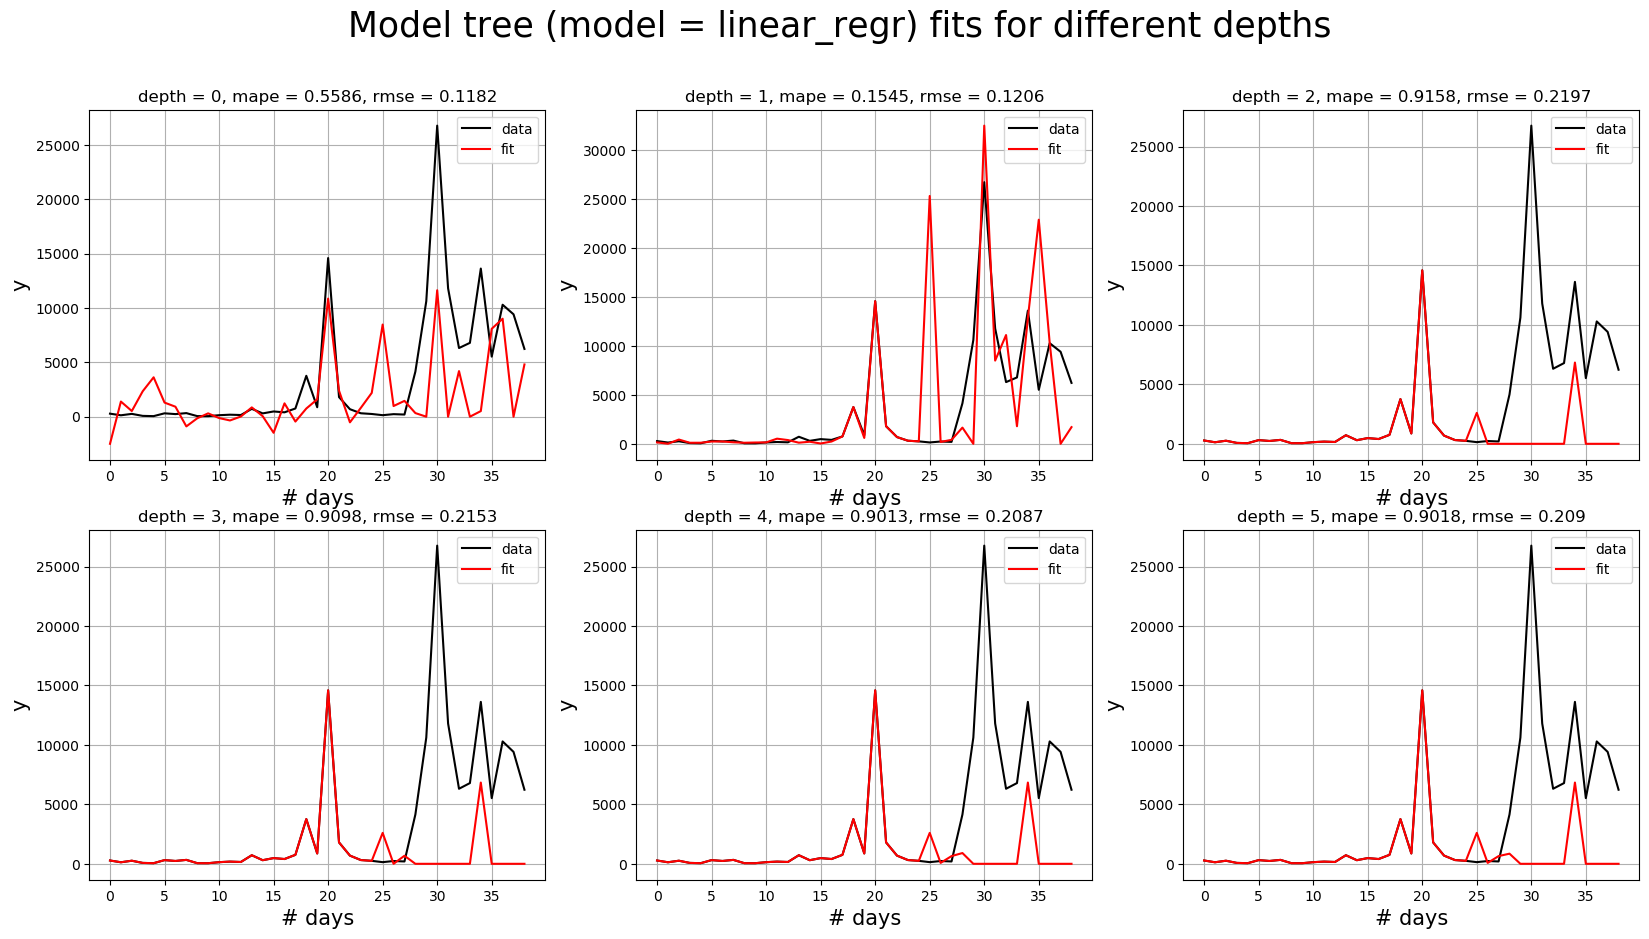 Model tree (model = linear_regr) fits for different depths
depth = 0, mape = 0.5586, rmse = 0.1182
data
fit
25000
20000
15000
10000
5000
0
y
0 5 10 15 20 25 30 35
# days
depth = 1, mape = 0.1545, rmse = 0.1206
data
fit
30000
25000
20000
15000
10000
5000
0
y
0 5 10 15 20 25 30 35
# days
depth = 2, mape = 0.9158, rmse = 0.2197
data
fit
25000
20000
15000
10000
5000
0
y
0 5 10 15 20 25 30 35
# days
depth = 3, mape = 0.9098, rmse = 0.2153
data
fit
25000
20000
15000
10000
5000
0
y
0 5 10 15 20 25 30 35
# days
depth = 4, mape = 0.9013, rmse = 0.2087
data
fit
25000
20000
15000
10000
5000
0
y
0 5 10 15 20 25 30 35
# days
depth = 5, mape = 0.9018, rmse = 0.209
data
fit
25000
20000
15000
10000
5000
0
y
0 5 10 15 20 25 30 35
# days